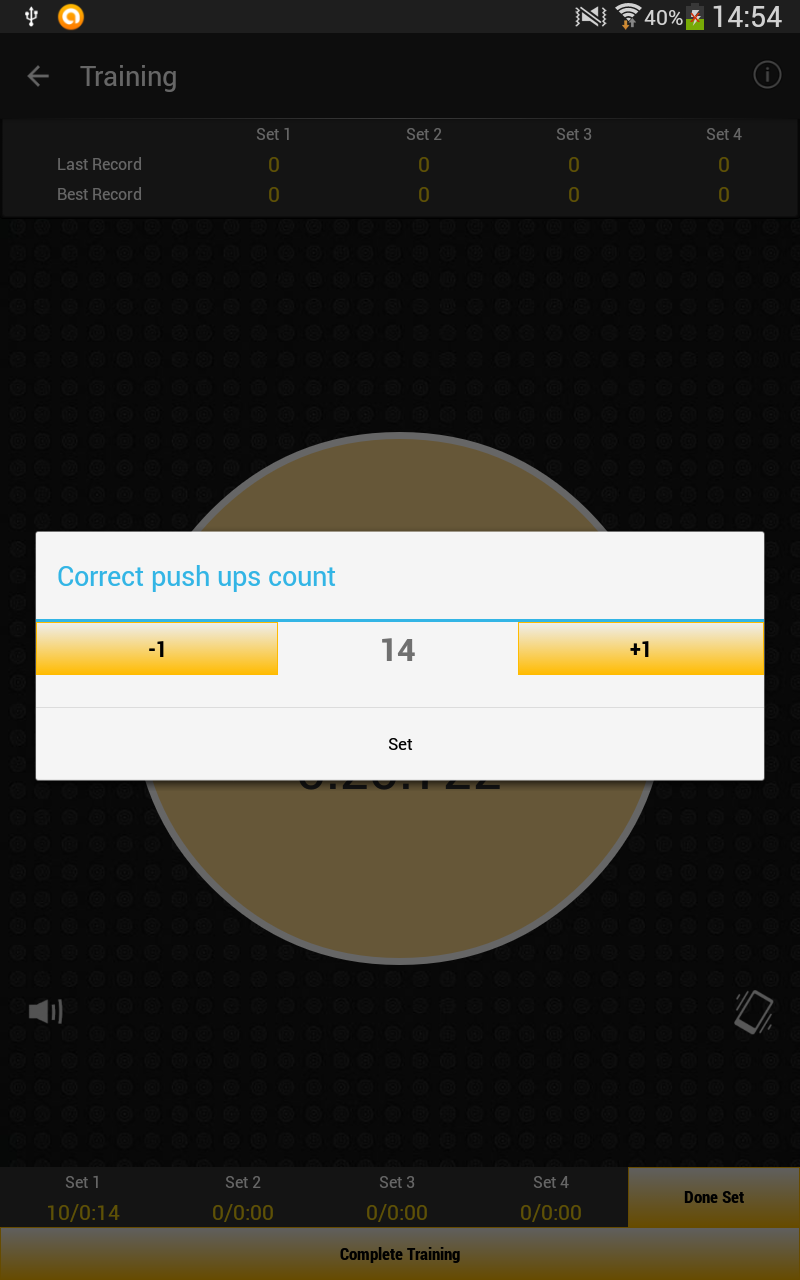 40% 14:54
Training
Set 1 Set 2 Set 3 Set 4
Last Record 0 0 0 0
Best Record 0 0 0 0
Correct push ups count
-1 14 +1
Set
Set 1 Set 2 Set 3 Set 4
10/0:14 0/0:00 0/0:00 0/0:00
Done Set
Complete Training